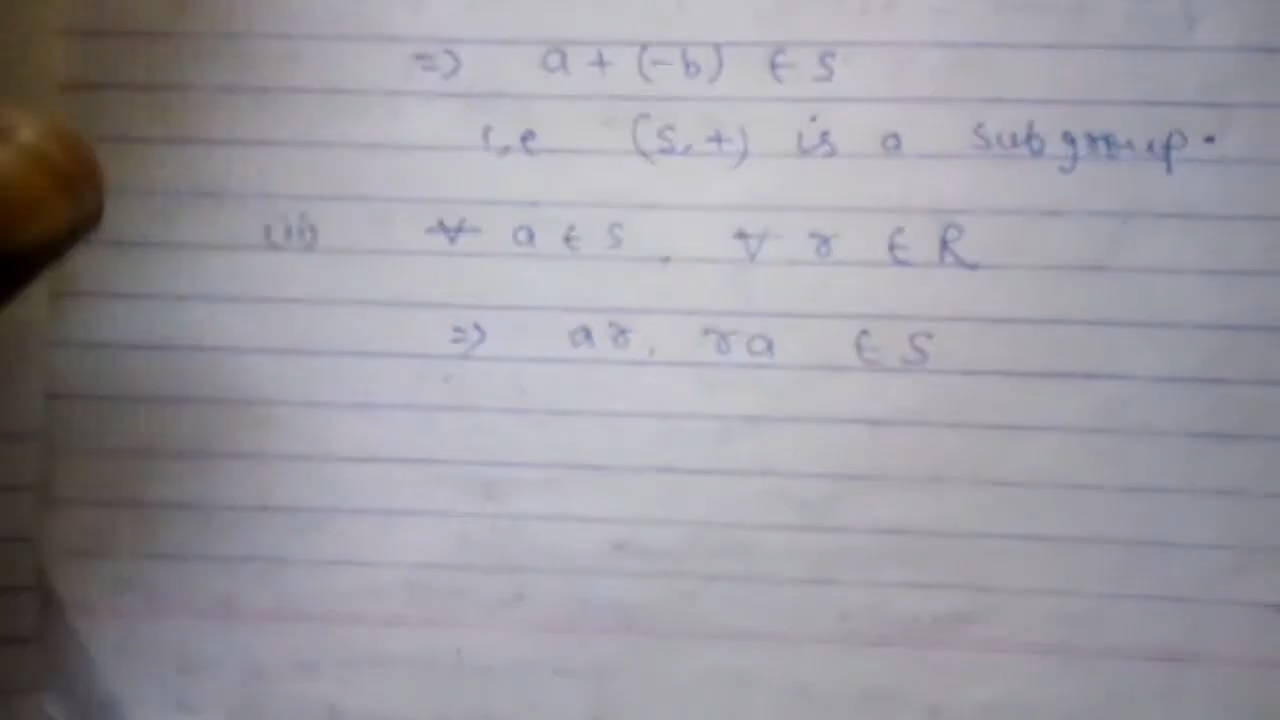 => a + (-b) ∈ S
i.e (S, +) is a subgroup.
(ii) ∀ a ∈ S, ∀ r ∈ R
=> ar, ra ∈ S